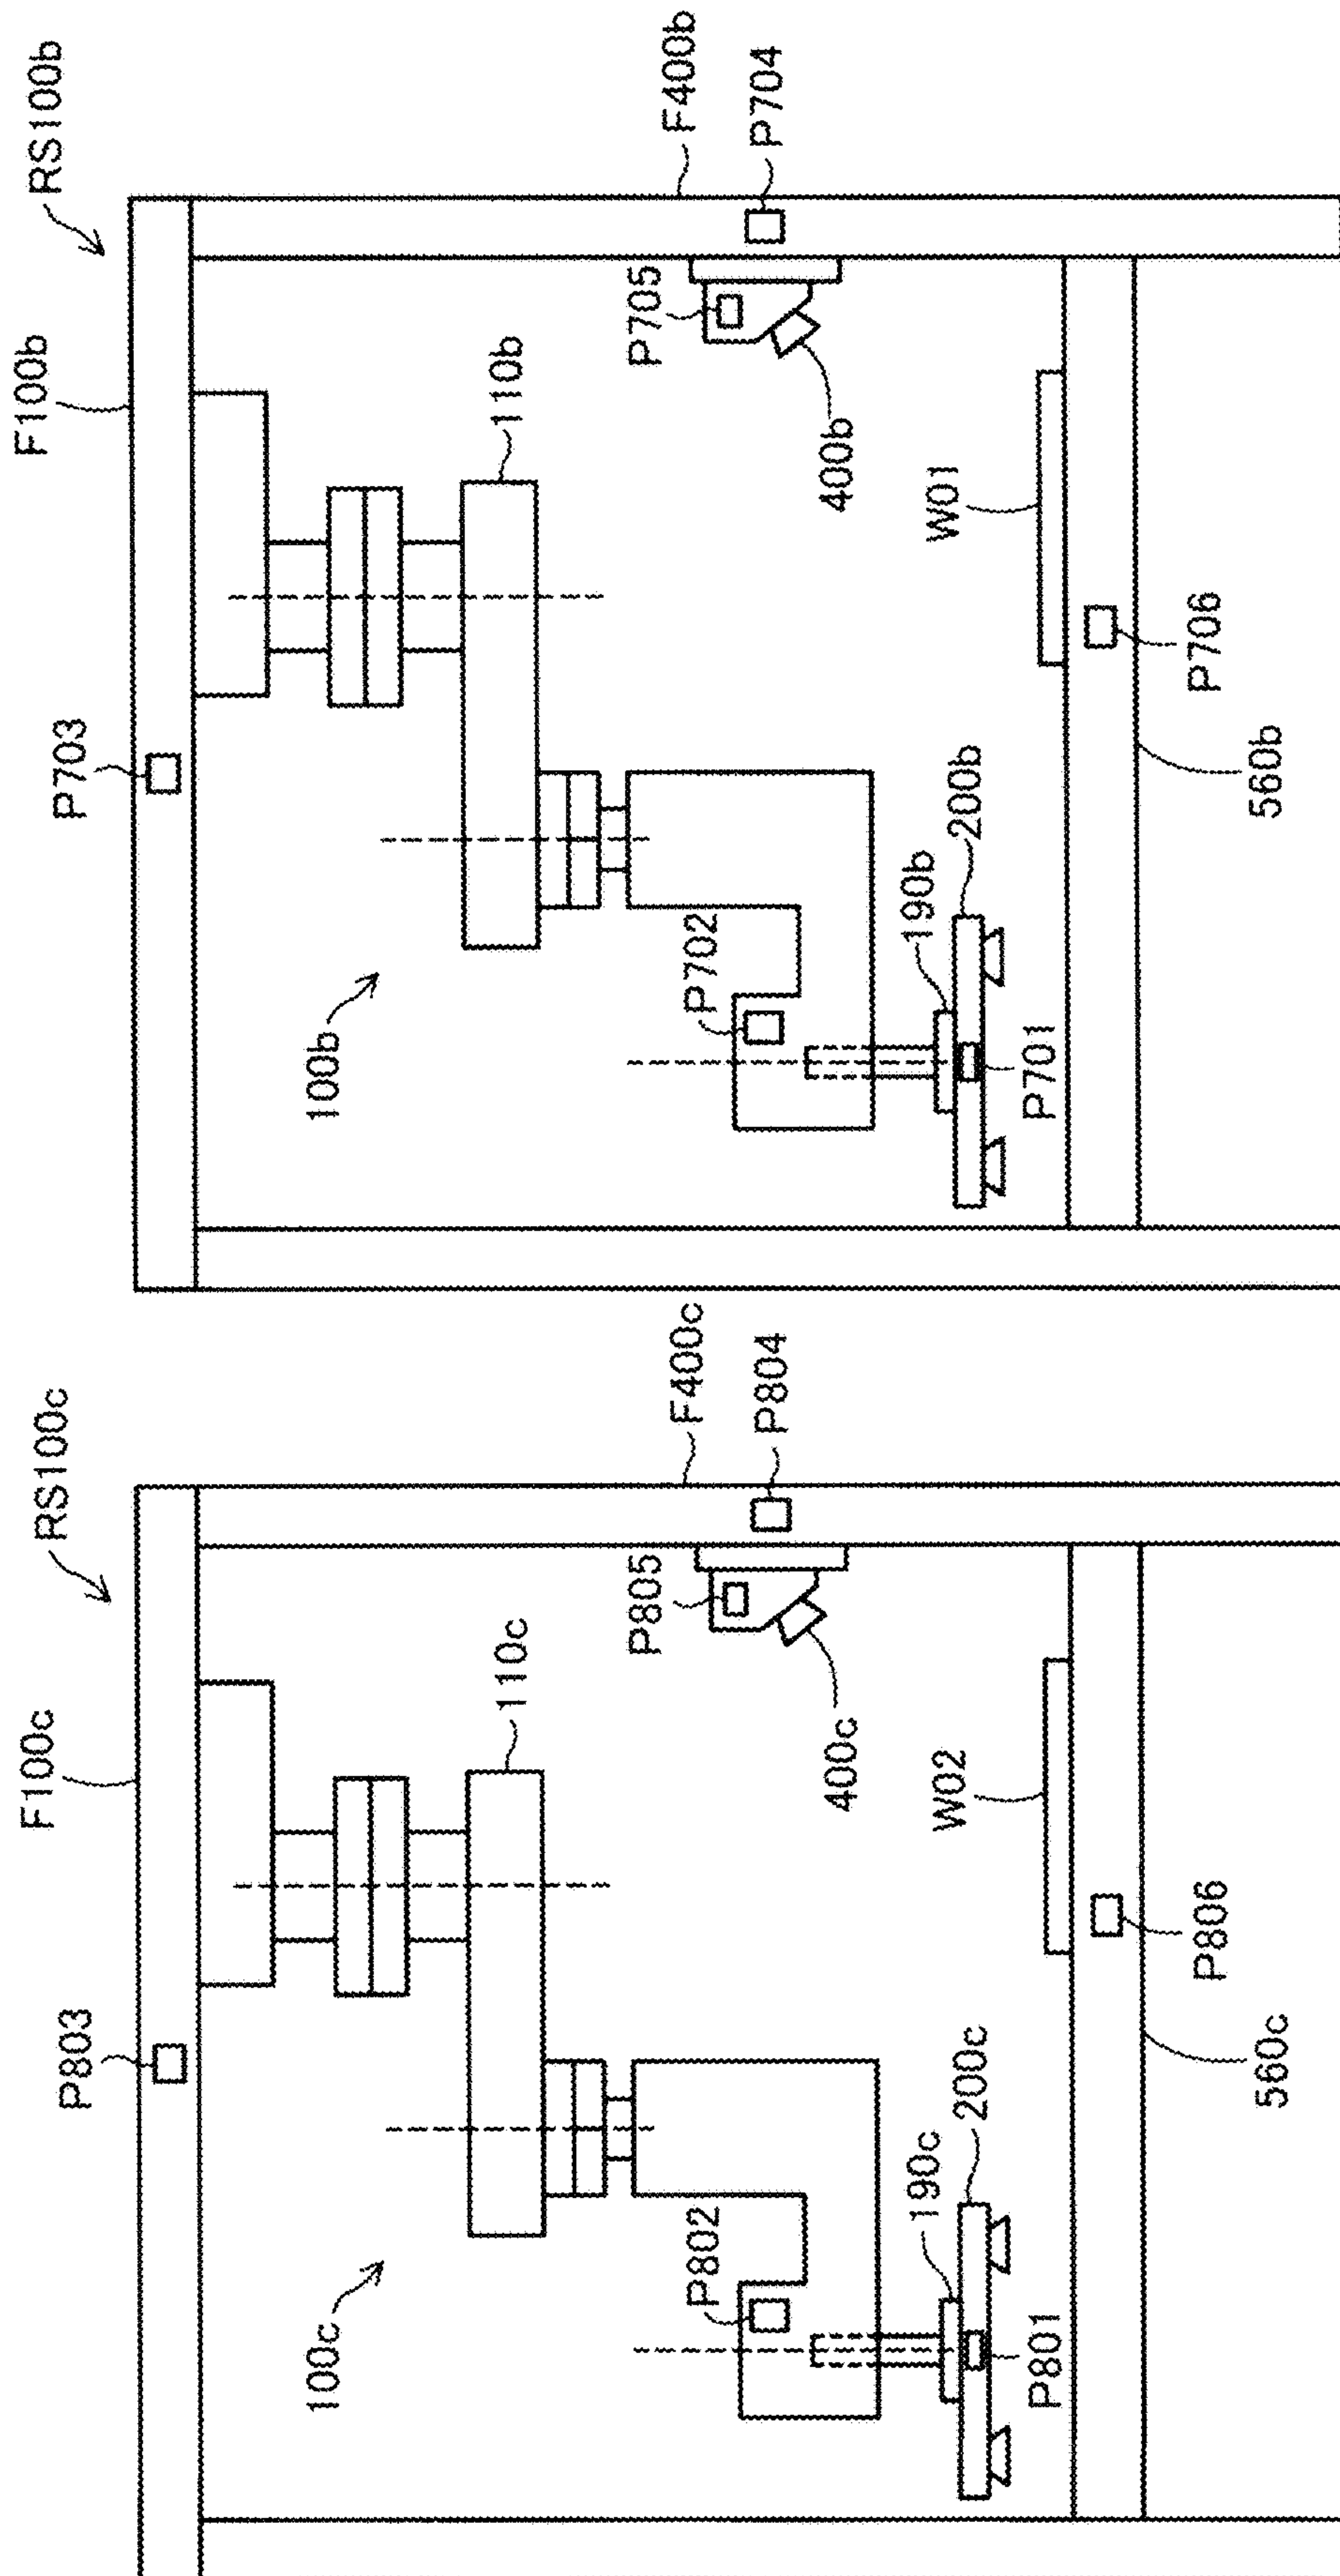 RS100c
F100c
P803
110c
100c
P802
F400c
P804
P805
400c
190c
200c
P801
W02
P806
560c
RS100b
F100b
P703
110b
100b
P702
F400b
P704
P705
400b
190b
200b
P701
W01
P706
560b